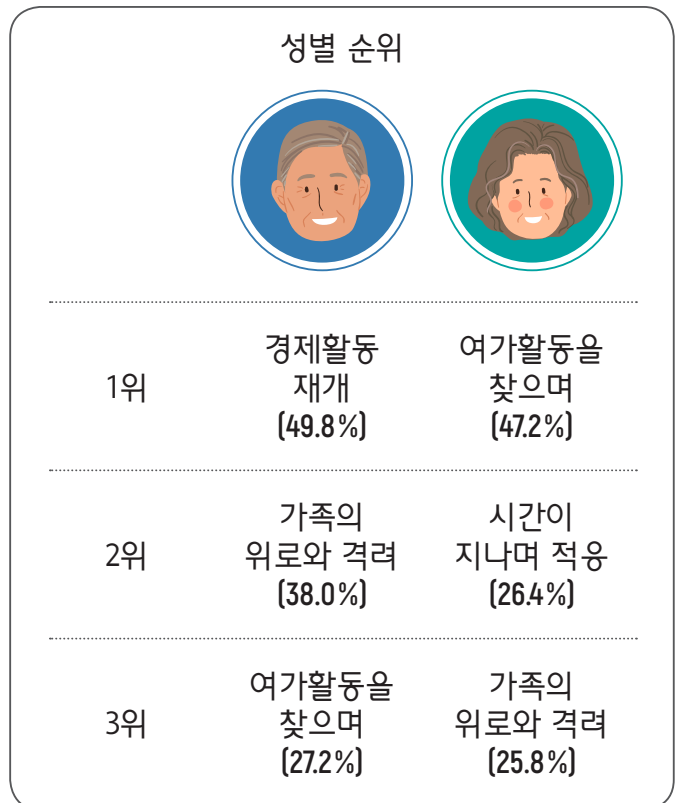 성별 순위
1위
경제활동
재개
(49.8%)
여가활동을
찾으며
(47.2%)
2위
가족의
위로와 격려
(38.0%)
시간이
지나며 적응
(26.4%)
3위
여가활동을
찾으며
(27.2%)
가족의
위로와 격려
(25.8%)